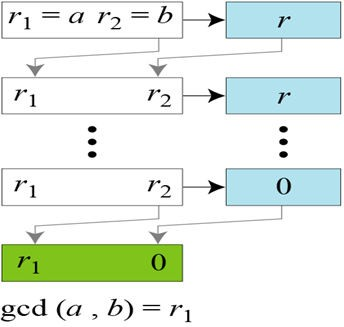 r₁ = a r₂ = b r
r₁ r₂ r
r₁ r₂ 0
r₁ 0
gcd (a , b) = r₁